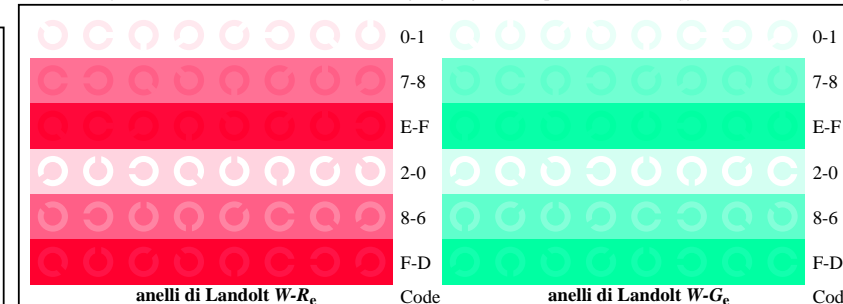 0-1 0-1
7-8 7-8
E-F E-F
2-0 2-0
8-6 8-6
F-D F-D
anelli di Landolt W-Re Code anelli di Landolt W-Ge